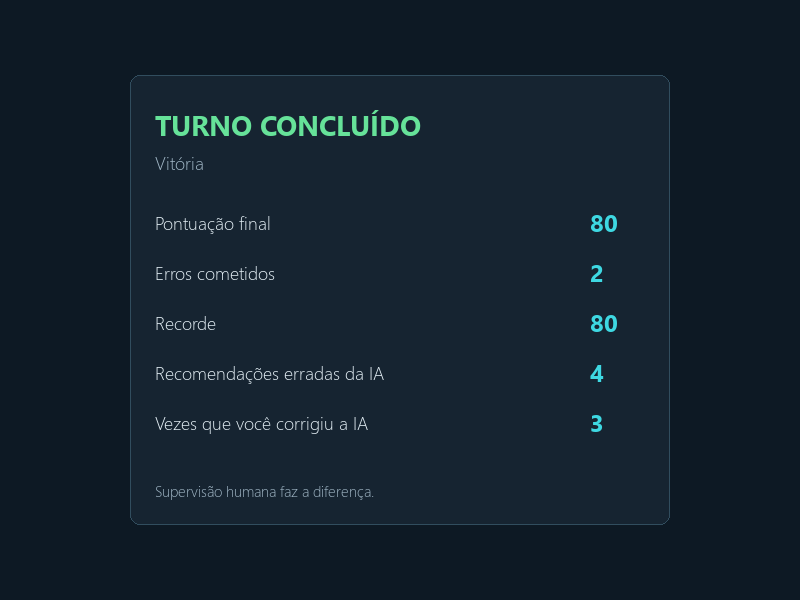 TURNO CONCLUÍDO
Vitória
Pontuação final 80
Erros cometidos 2
Recorde 80
Recomendações erradas da IA 4
Vezes que você corrigiu a IA 3
Supervisão humana faz a diferença.